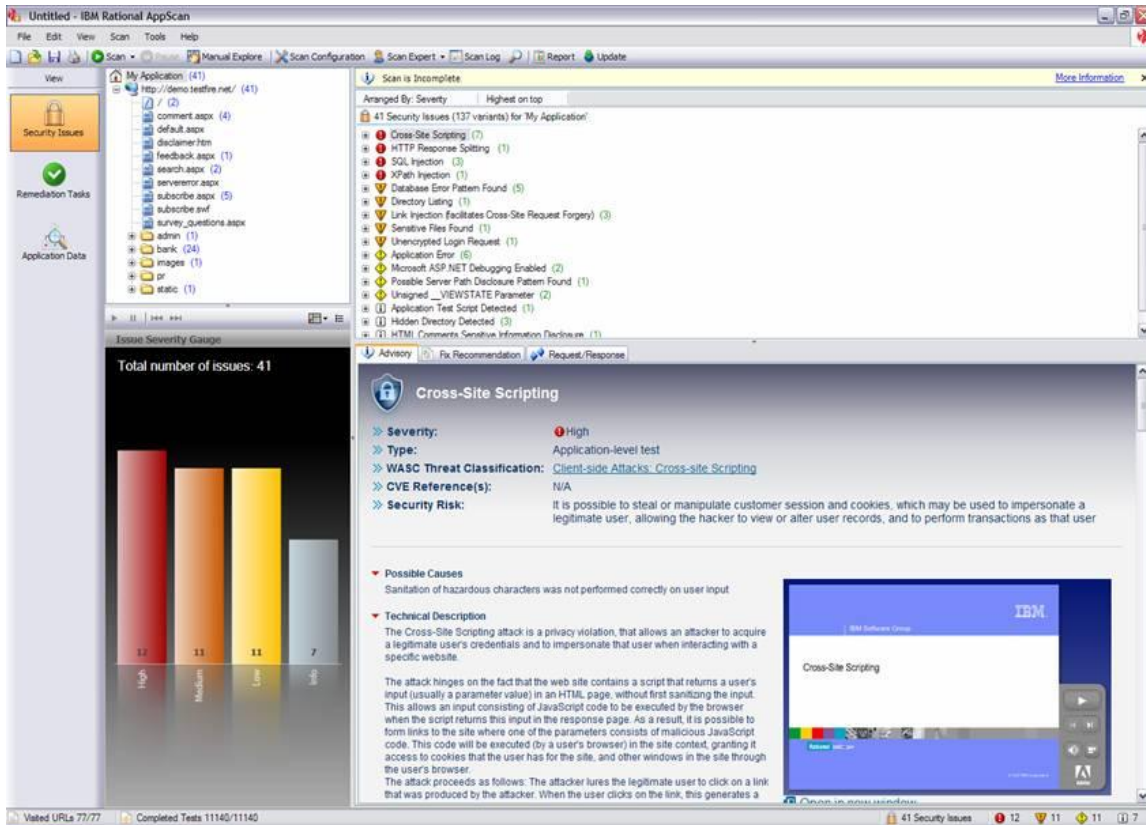 Untitled - IBM Rational AppScan
File Edit View Scan Tools Help
Scan Pause Manual Explore Scan Configuration Scan Expert Scan Log Report Update
View
Security Issues
Remediation Tasks
Application Data
My Application (41)
http://demo.testfire.net/ (41)
/ (2)
comment.aspx (4)
default.aspx
disclaimer.htm
feedback.aspx (1)
search.aspx (2)
servererror.aspx
subscribe.aspx (5)
subscribe.swf
survey_questions.aspx
admin (1)
bank (24)
images (1)
pr
static (1)
Issue Severity Gauge
Total number of issues: 41
12 11 11 7
High Medium Low Info
Scan is Incomplete More Information
Arranged By: Severity Highest on top
41 Security Issues (137 variants) for 'My Application'
Cross-Site Scripting (7)
HTTP Response Splitting (1)
SQL Injection (3)
XPath Injection (1)
Database Error Pattern Found (5)
Directory Listing (1)
Link Injection (facilitates Cross-Site Request Forgery) (3)
Sensitive Files Found (1)
Unencrypted Login Request (1)
Application Error (6)
Microsoft ASP.NET Debugging Enabled (2)
Possible Server Path Disclosure Pattern Found (1)
Unsigned __VIEWSTATE Parameter (2)
Application Test Script Detected (1)
Hidden Directory Detected (3)
HTML Comments Sensitive Information Disclosure (1)
Advisory Fix Recommendation Request/Response
Cross-Site Scripting
Severity: High
Type: Application-level test
WASC Threat Classification: Client-side Attacks: Cross-site Scripting
CVE Reference(s): N/A
Security Risk: It is possible to steal or manipulate customer session and cookies, which may be used to impersonate a
legitimate user, allowing the hacker to view or alter user records, and to perform transactions as that user
Possible Causes
Sanitation of hazardous characters was not performed correctly on user input
Technical Description
The Cross-Site Scripting attack is a privacy violation, that allows an attacker to acquire
a legitimate user's credentials and to impersonate that user when interacting with a
specific website.
The attack hinges on the fact that the web site contains a script that returns a user's
input (usually a parameter value) in an HTML page, without first sanitizing the input.
This allows an input consisting of JavaScript code to be executed by the browser
when the script returns this input in the response page. As a result, it is possible to
form links to the site where one of the parameters consists of malicious JavaScript
code. This code will be executed (by a user's browser) in the site context, granting it
access to cookies that the user has for the site, and other windows in the site through
the user's browser.
The attack proceeds as follows: The attacker lures the legitimate user to click on a link
that was produced by the attacker. When the user clicks on the link, this generates a
IBM
IBM Software Group
Cross-Site Scripting
Rational
Open in new window
Visited URLs 77/77 Completed Tests 11140/11140 41 Security Issues 12 11 11 7